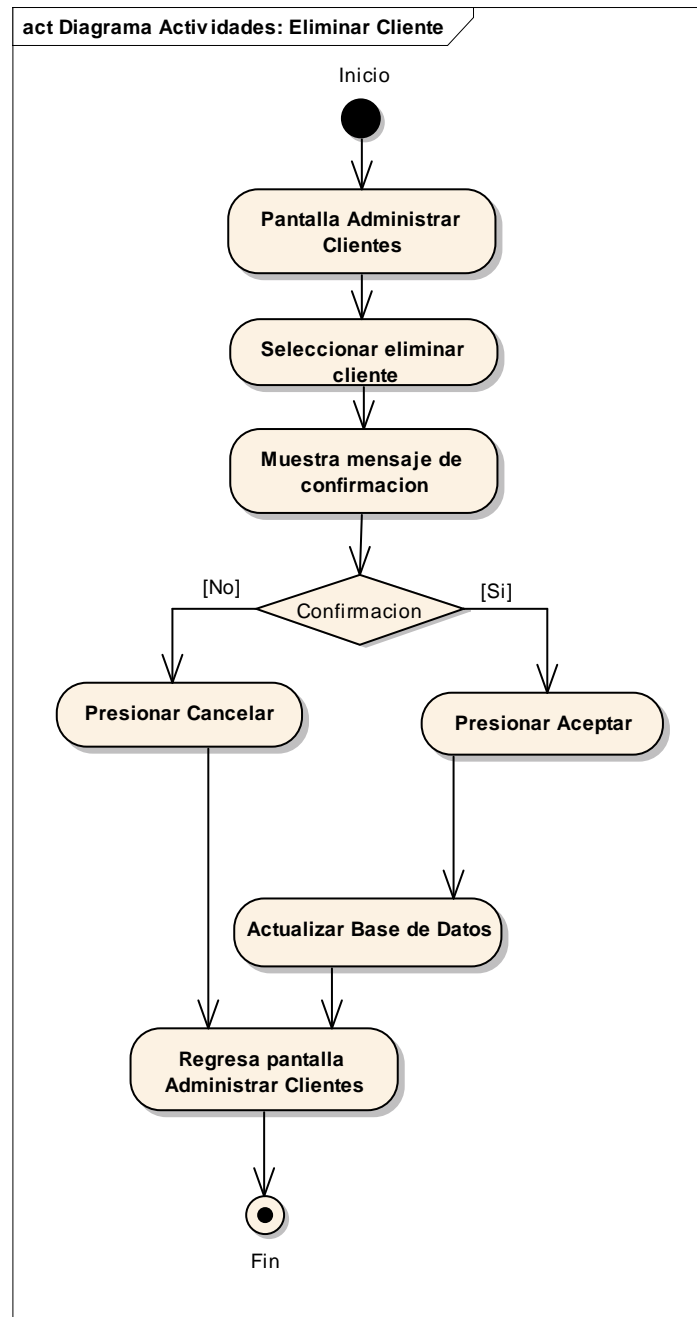 act Diagrama Actividades: Eliminar Cliente
Inicio
Pantalla Administrar
Clientes
Seleccionar eliminar
cliente
Muestra mensaje de
confirmacion
[No]
Confirmacion
[Si]
Presionar Cancelar
Presionar Aceptar
Actualizar Base de Datos
Regresa pantalla
Administrar Clientes
Fin